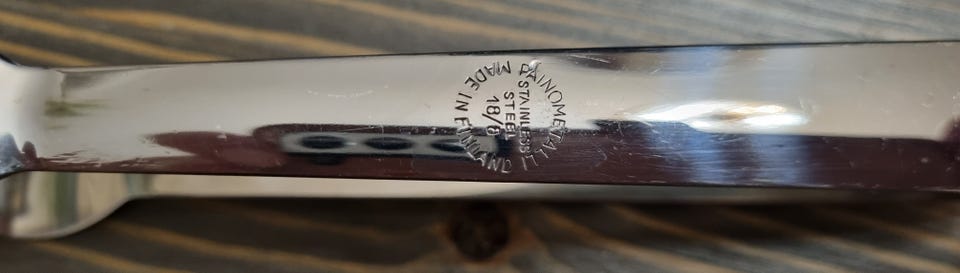 PAINOMETALLI
STAINLESS
STEEL
18/8
MADE IN FINLAND